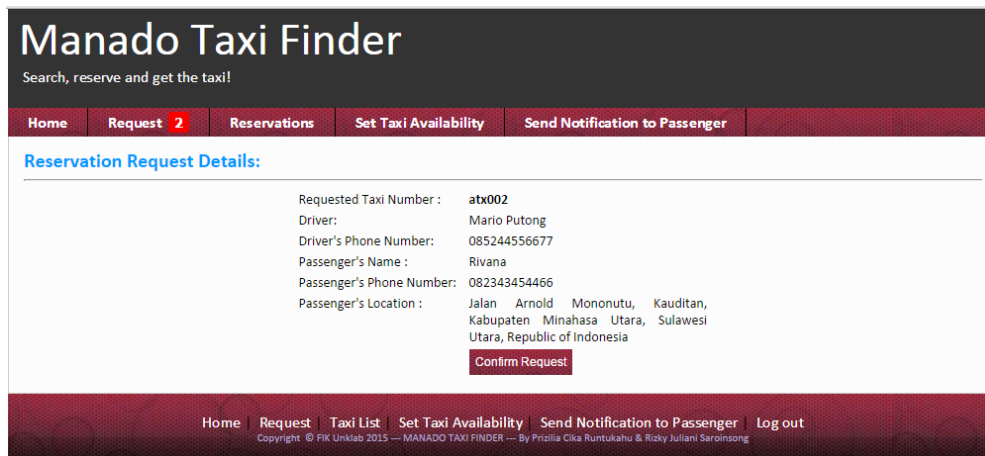 Manado Taxi Finder
Search, reserve and get the taxi!
Home Request 2 Reservations Set Taxi Availability Send Notification to Passenger
Reservation Request Details:
Requested Taxi Number : atx002
Driver: Mario Putong
Driver's Phone Number: 085244556677
Passenger's Name : Rivana
Passenger's Phone Number: 082343454466
Passenger's Location : Jalan Arnold Mononutu, Kauditan,
Kabupaten Minahasa Utara, Sulawesi
Utara, Republic of Indonesia
Confirm Request
Home | Request | Taxi List | Set Taxi Availability | Send Notification to Passenger | Log out
Copyright © FIK Unklab 2015 --- MANADO TAXI FINDER --- By Prizilia Cika Runtukahu & Rizky Juliani Saroinsong